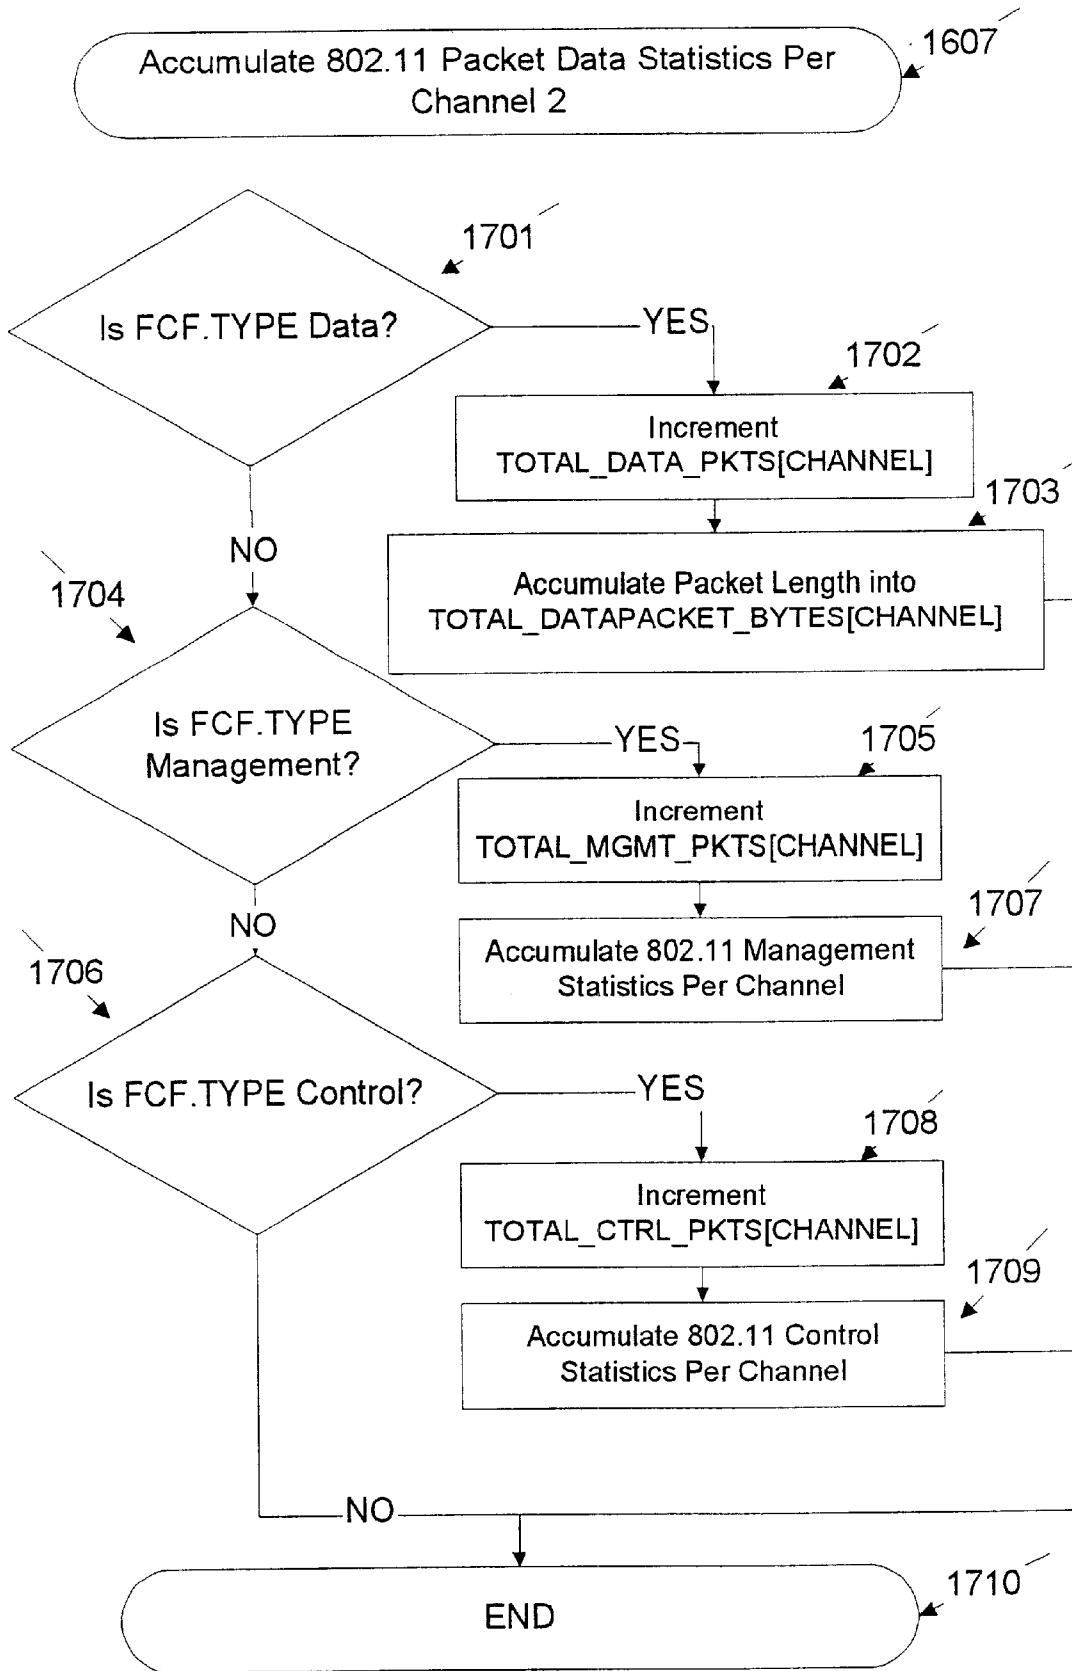 Accumulate 802.11 Packet Data Statistics Per
Channel 2
1607
1701
Is FCF.TYPE Data?
YES
1702
Increment
TOTAL_DATA_PKTS[CHANNEL]
1703
NO
Accumulate Packet Length into
TOTAL_DATAPACKET_BYTES[CHANNEL]
1704
Is FCF.TYPE
Management?
YES
1705
Increment
TOTAL_MGMT_PKTS[CHANNEL]
NO
1707
Accumulate 802.11 Management
Statistics Per Channel
1706
Is FCF.TYPE Control?
YES
1708
Increment
TOTAL_CTRL_PKTS[CHANNEL]
1709
Accumulate 802.11 Control
Statistics Per Channel
NO
1710
END